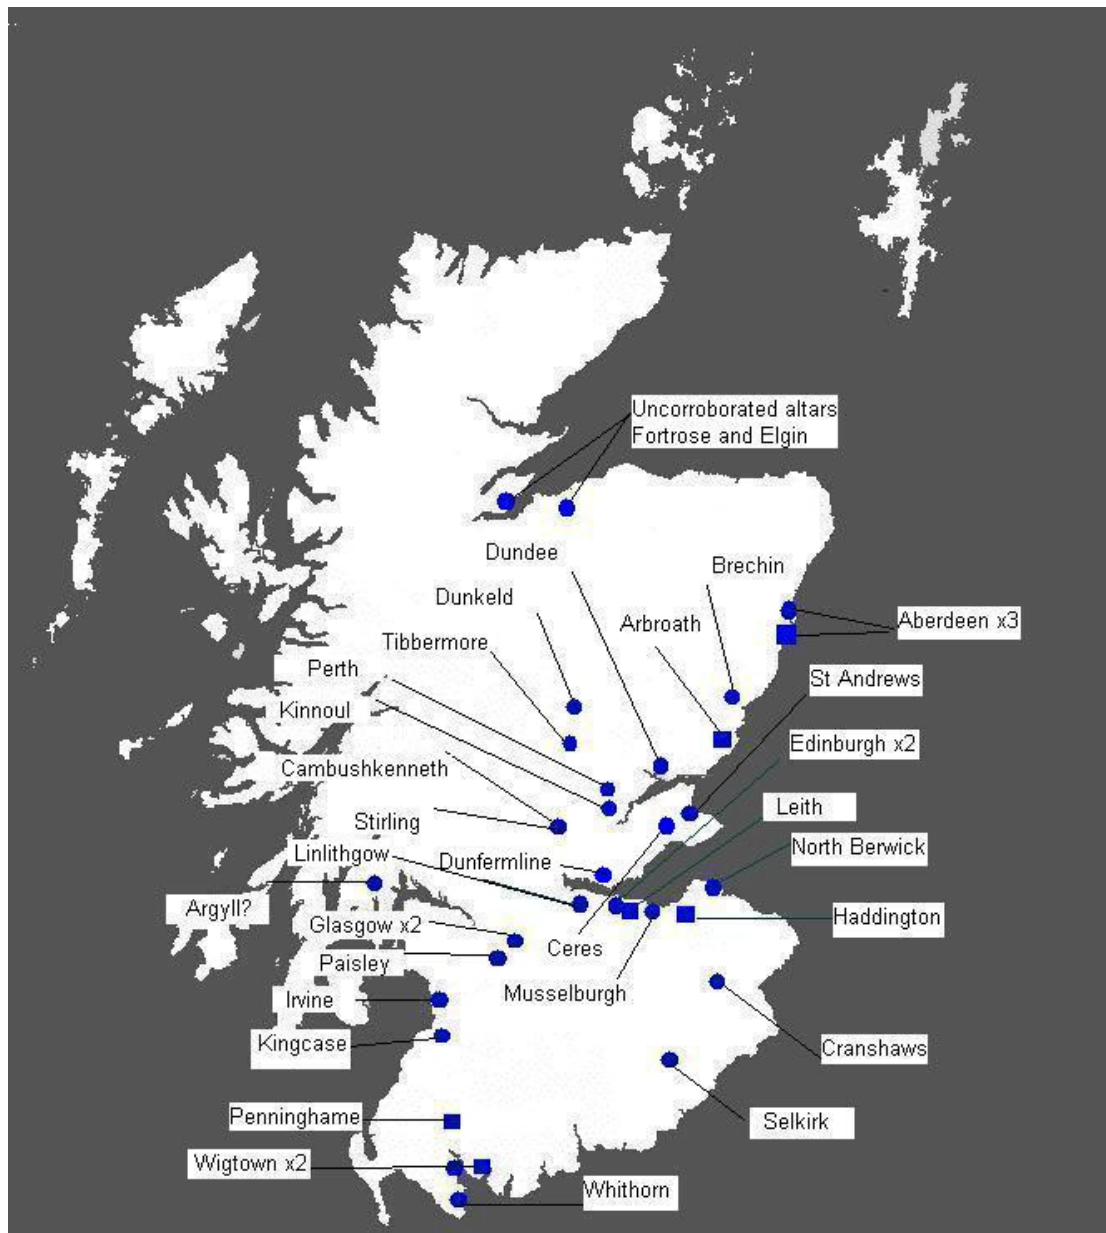 Uncorroborated altars
Fortrose and Elgin
Dundee
Brechin
Dunkeld
Arbroath
Aberdeen x3
Tibbermore
Perth
St Andrews
Kinnoul
Edinburgh x2
Cambushkenneth
Leith
Stirling
North Berwick
Linlithgow
Dunfermline
Argyll?
Haddington
Glasgow x2
Ceres
Paisley
Musselburgh
Irvine
Kingcase
Cranshaws
Penninghame
Selkirk
Wigtown x2
Whithorn